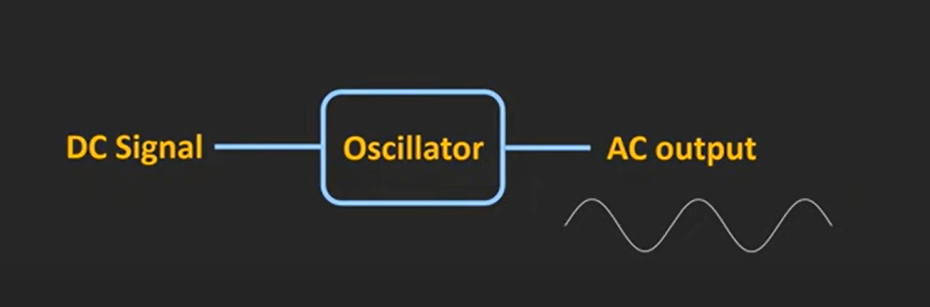 DC Signal
Oscillator
AC output